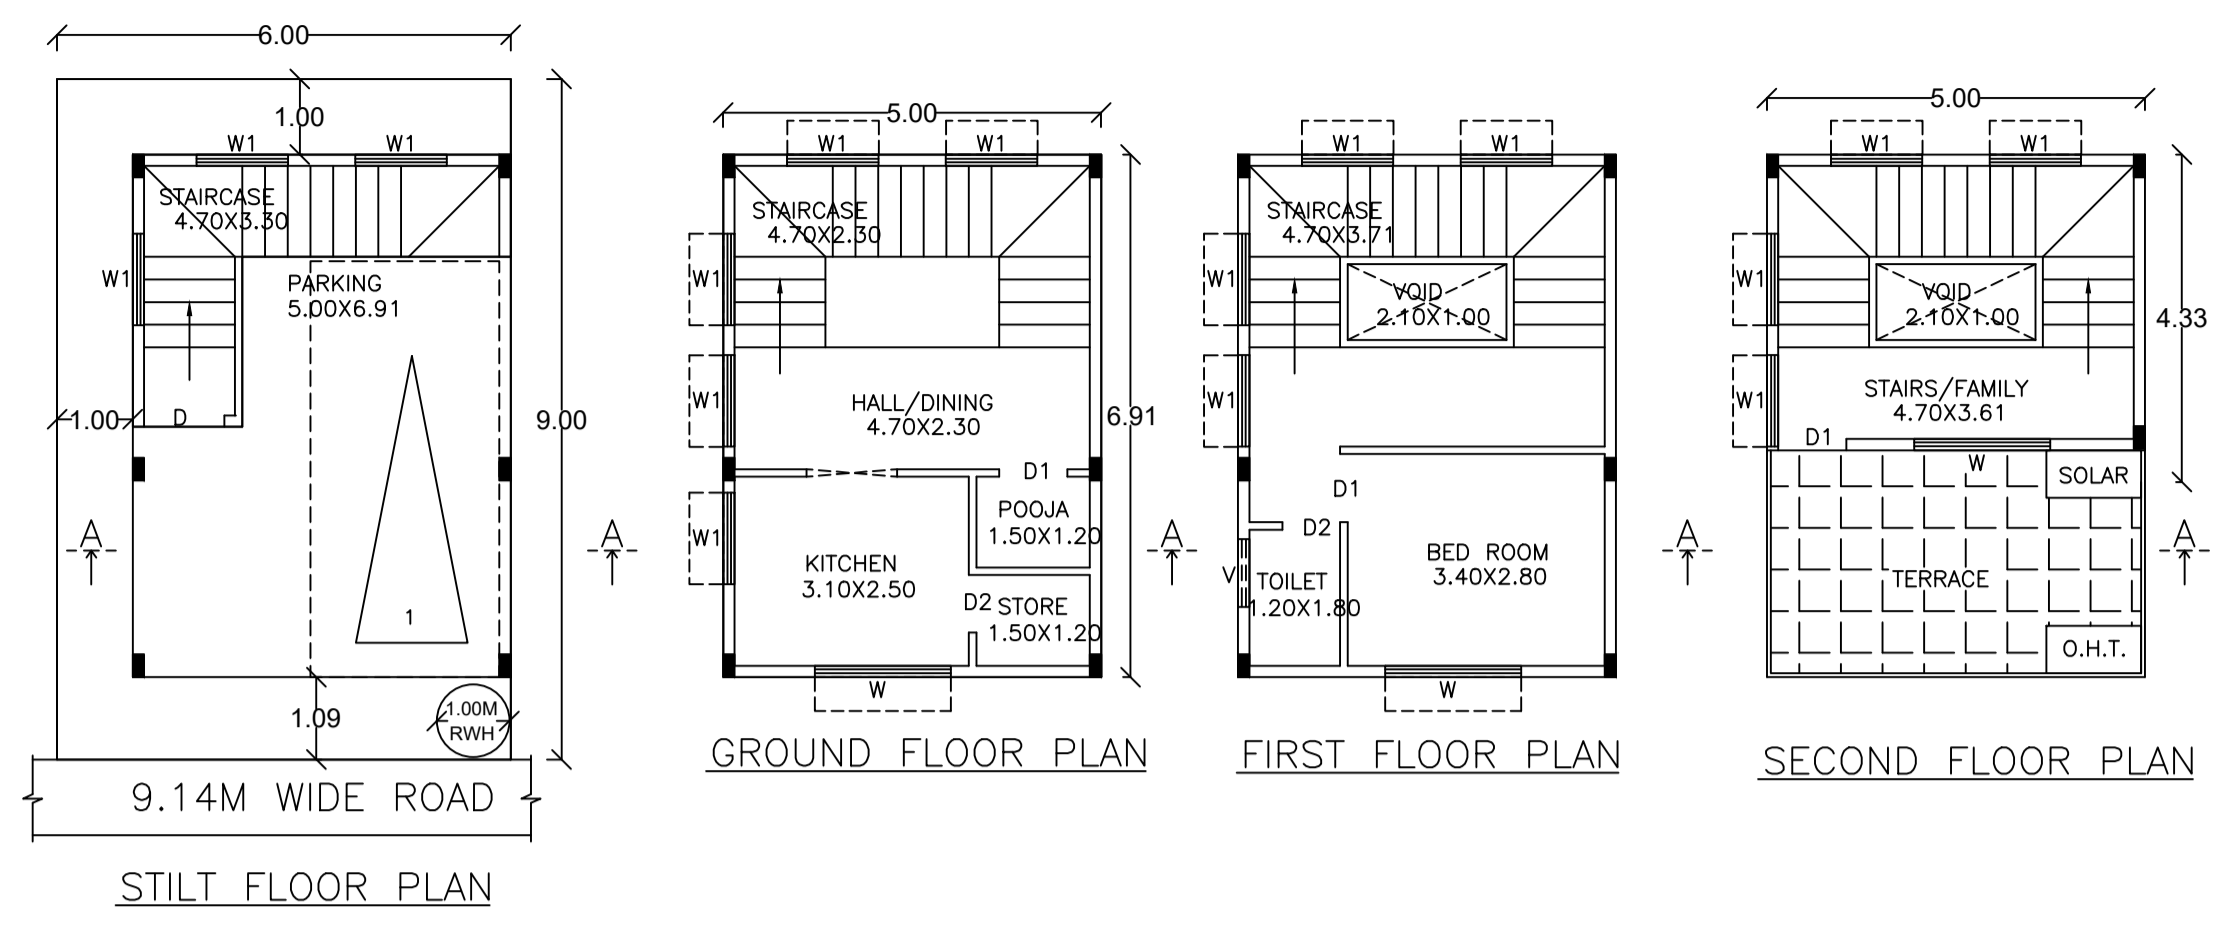 6.00
1.00
W1
W1
STAIRCASE
4.70X3.30
W1
PARKING
5.00X6.91
1.00
D
9.00
A
A
1
1.09
1.00M
RWH
9.14M WIDE ROAD
STILT FLOOR PLAN
5.00
W1
W1
STAIRCASE
4.70X2.30
W1
W1
HALL/DINING
4.70X2.30
6.91
D1
POOJA
1.50X1.20
W1
KITCHEN
3.10X2.50
D2
STORE
1.50X1.20
W
GROUND FLOOR PLAN
W1
W1
STAIRCASE
4.70X3.71
W1
VOID
2.10X1.00
W1
D1
D2
A
A
BED ROOM
3.40X2.80
V
TOILET
1.20X1.80
W
FIRST FLOOR PLAN
5.00
W1
W1
W1
VOID
2.10X1.00
4.33
W1
STAIRS/FAMILY
4.70X3.61
D1
W
SOLAR
A
TERRACE
O.H.T.
SECOND FLOOR PLAN